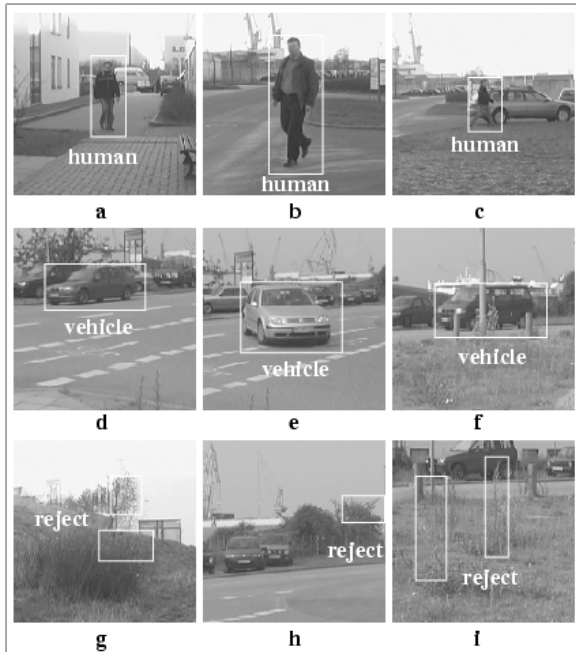 human
human
human
a
b
c
vehicle
vehicle
vehicle
d
e
f
reject
reject
reject
g
h
i